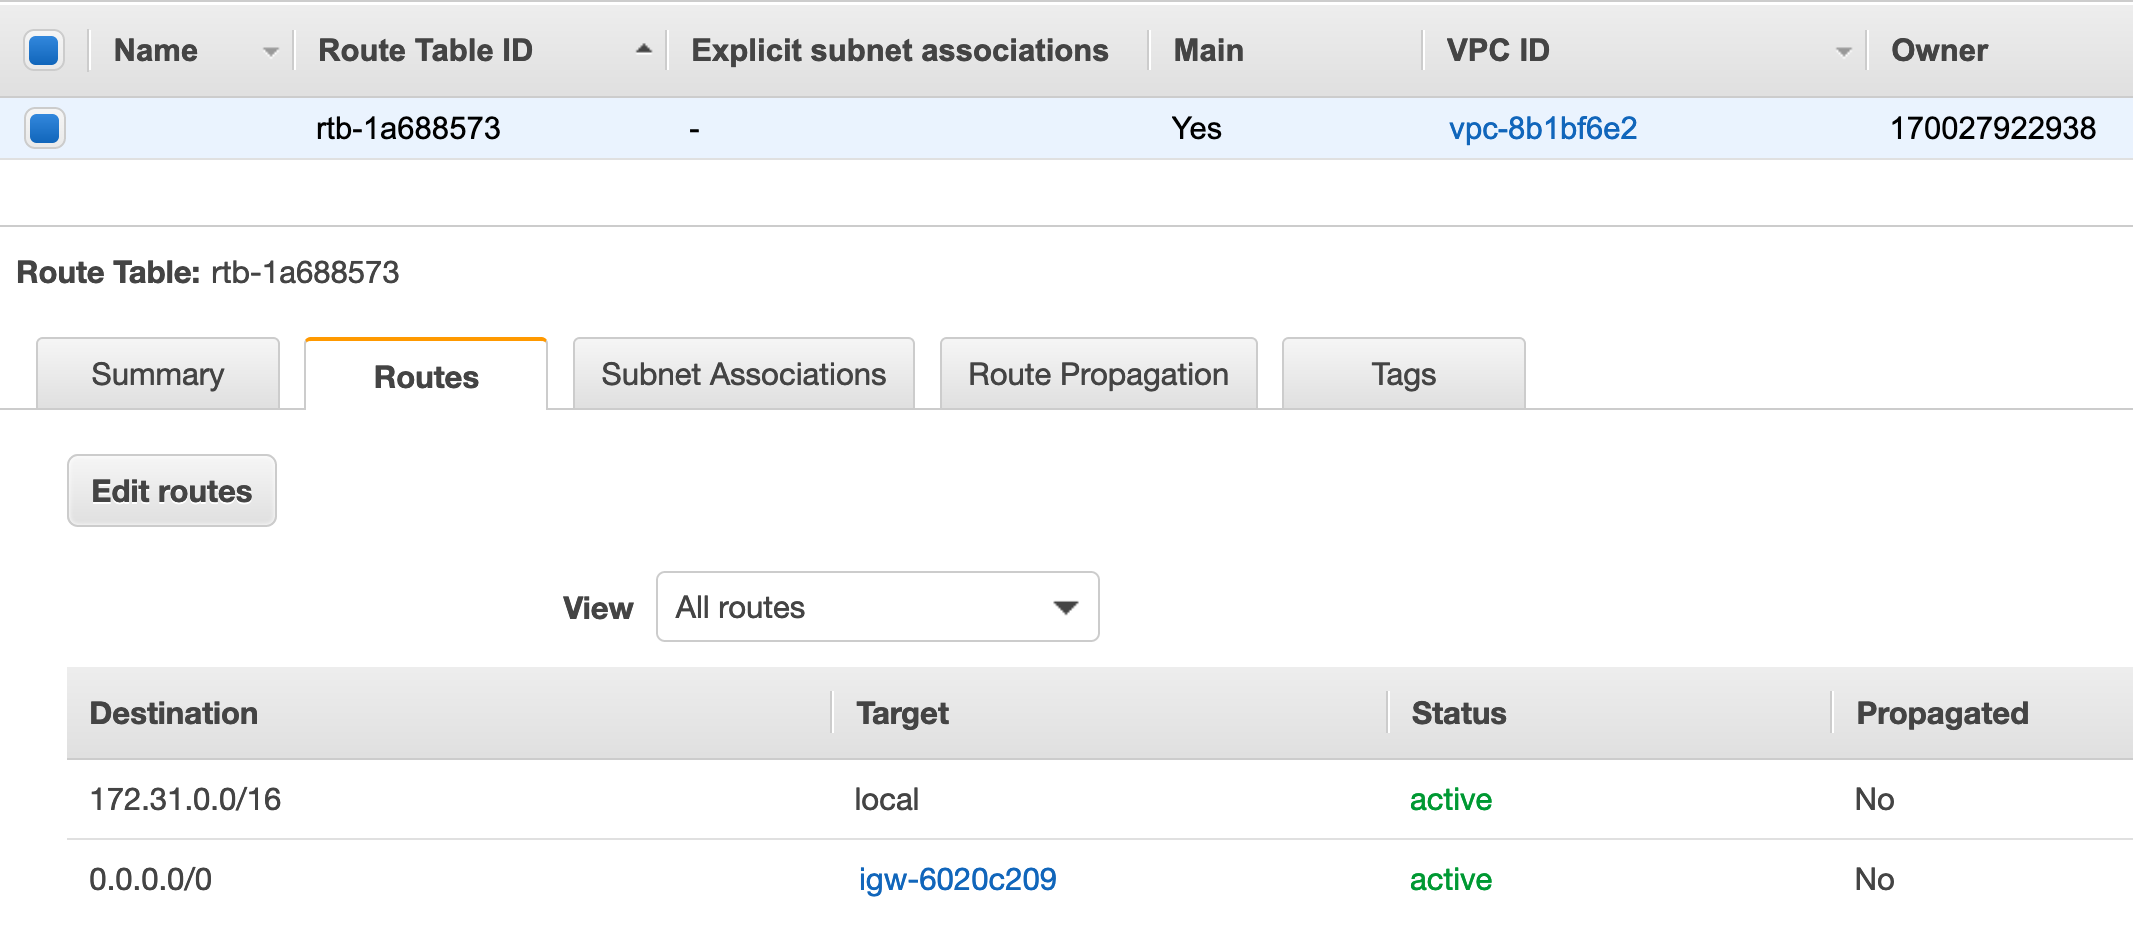 Name Route Table ID Explicit subnet associations Main VPC ID Owner
rtb-1a688573 - Yes vpc-8b1bf6e2 170027922938
Route Table: rtb-1a688573
Summary Routes Subnet Associations Route Propagation Tags
Edit routes
View All routes
Destination Target Status Propagated
172.31.0.0/16 local active No
0.0.0.0/0 igw-6020c209 active No